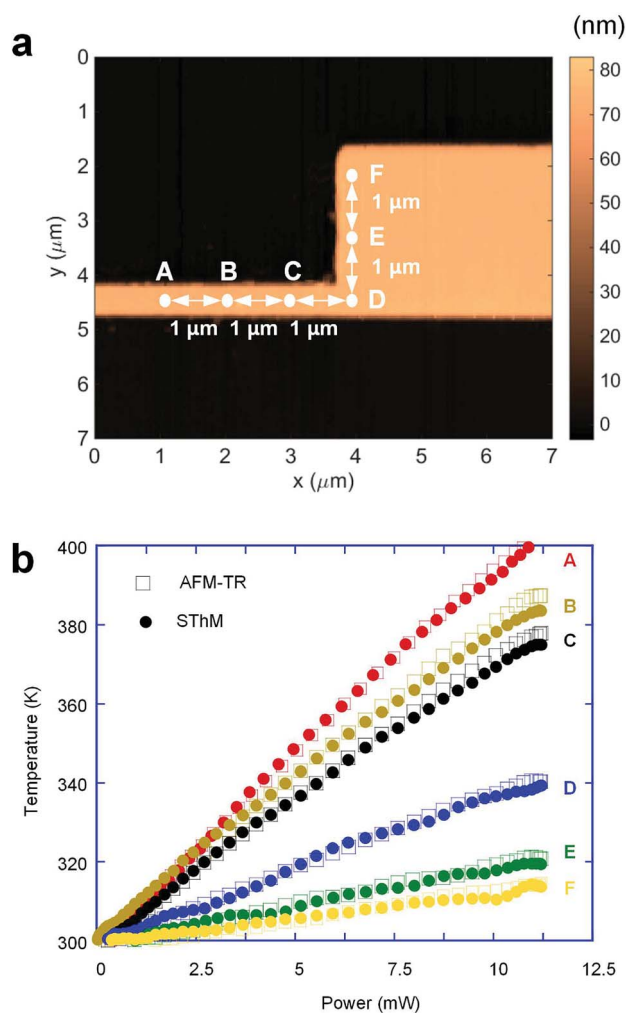 a
(nm)
0
1
2
3
4
5
6
7
y (μm)
0 1 2 3 4 5 6 7
x (μm)
80
70
60
50
40
30
20
10
0
F
1 μm
E
1 μm
A B C D
1 μm 1 μm 1 μm
b
400
380
360
340
320
300
Temperature (K)
AFM-TR
SThM
A
B
C
D
E
F
0 2.5 5 7.5 10 12.5
Power (mW)